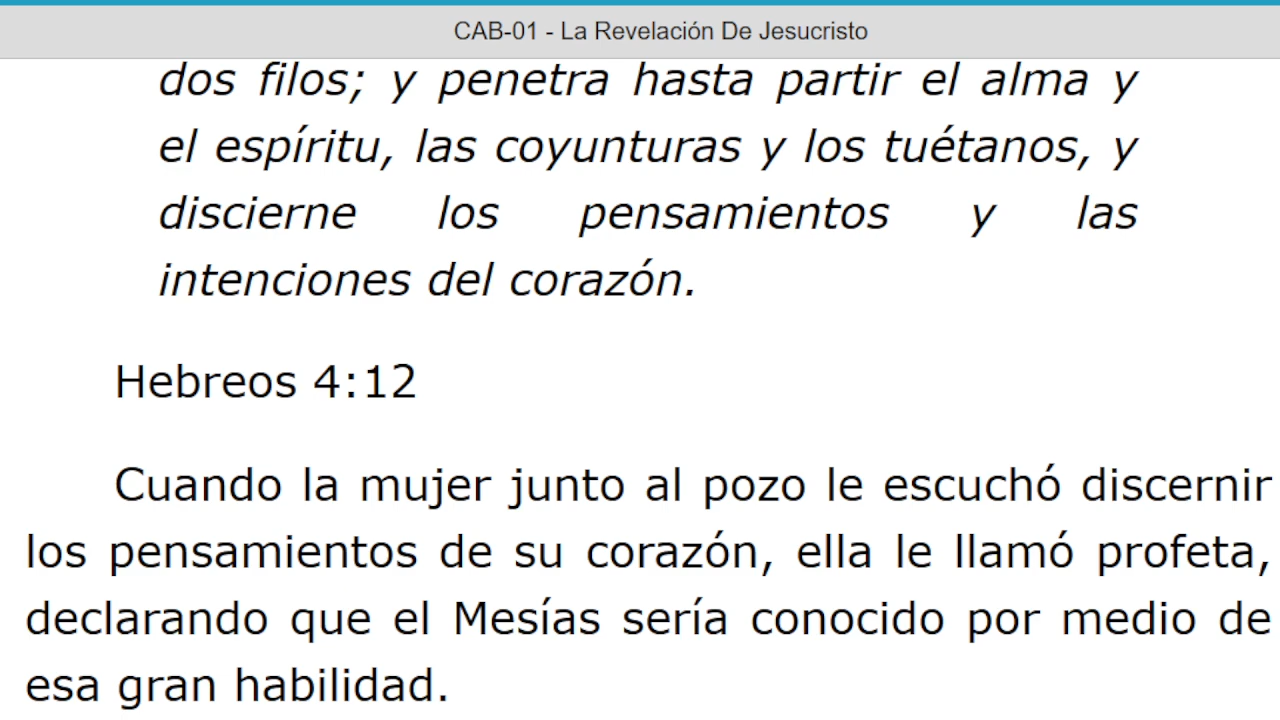 CAB-01 - La Revelación De Jesucristo
dos filos; y penetra hasta partir el alma y
el espíritu, las coyunturas y los tuétanos, y
discierne los pensamientos y las
intenciones del corazón.
Hebreos 4:12
Cuando la mujer junto al pozo le escuchó discernir
los pensamientos de su corazón, ella le llamó profeta,
declarando que el Mesías sería conocido por medio de
esa gran habilidad.